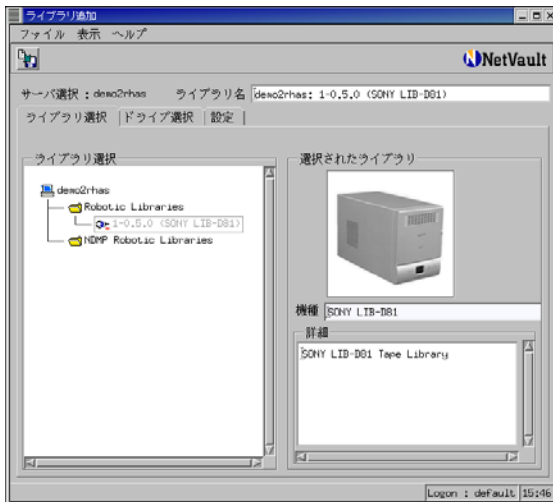 ライブラリ追加
ファイル 表示 ヘルプ
NetVault
サーバ選択 : demo2rhas ライブラリ名 demo2rhas: 1-0.5.0 (SONY LIB-D81)
ライブラリ選択 ドライブ選択 設定
ライブラリ選択
demo2rhas
Robotic Libraries
1-0.5.0 (SONY LIB-D81)
NDMP Robotic Libraries
選択されたライブラリ
機種 SONY LIB-D81
詳細
SONY LIB-D81 Tape Library
Logon : default 15:46